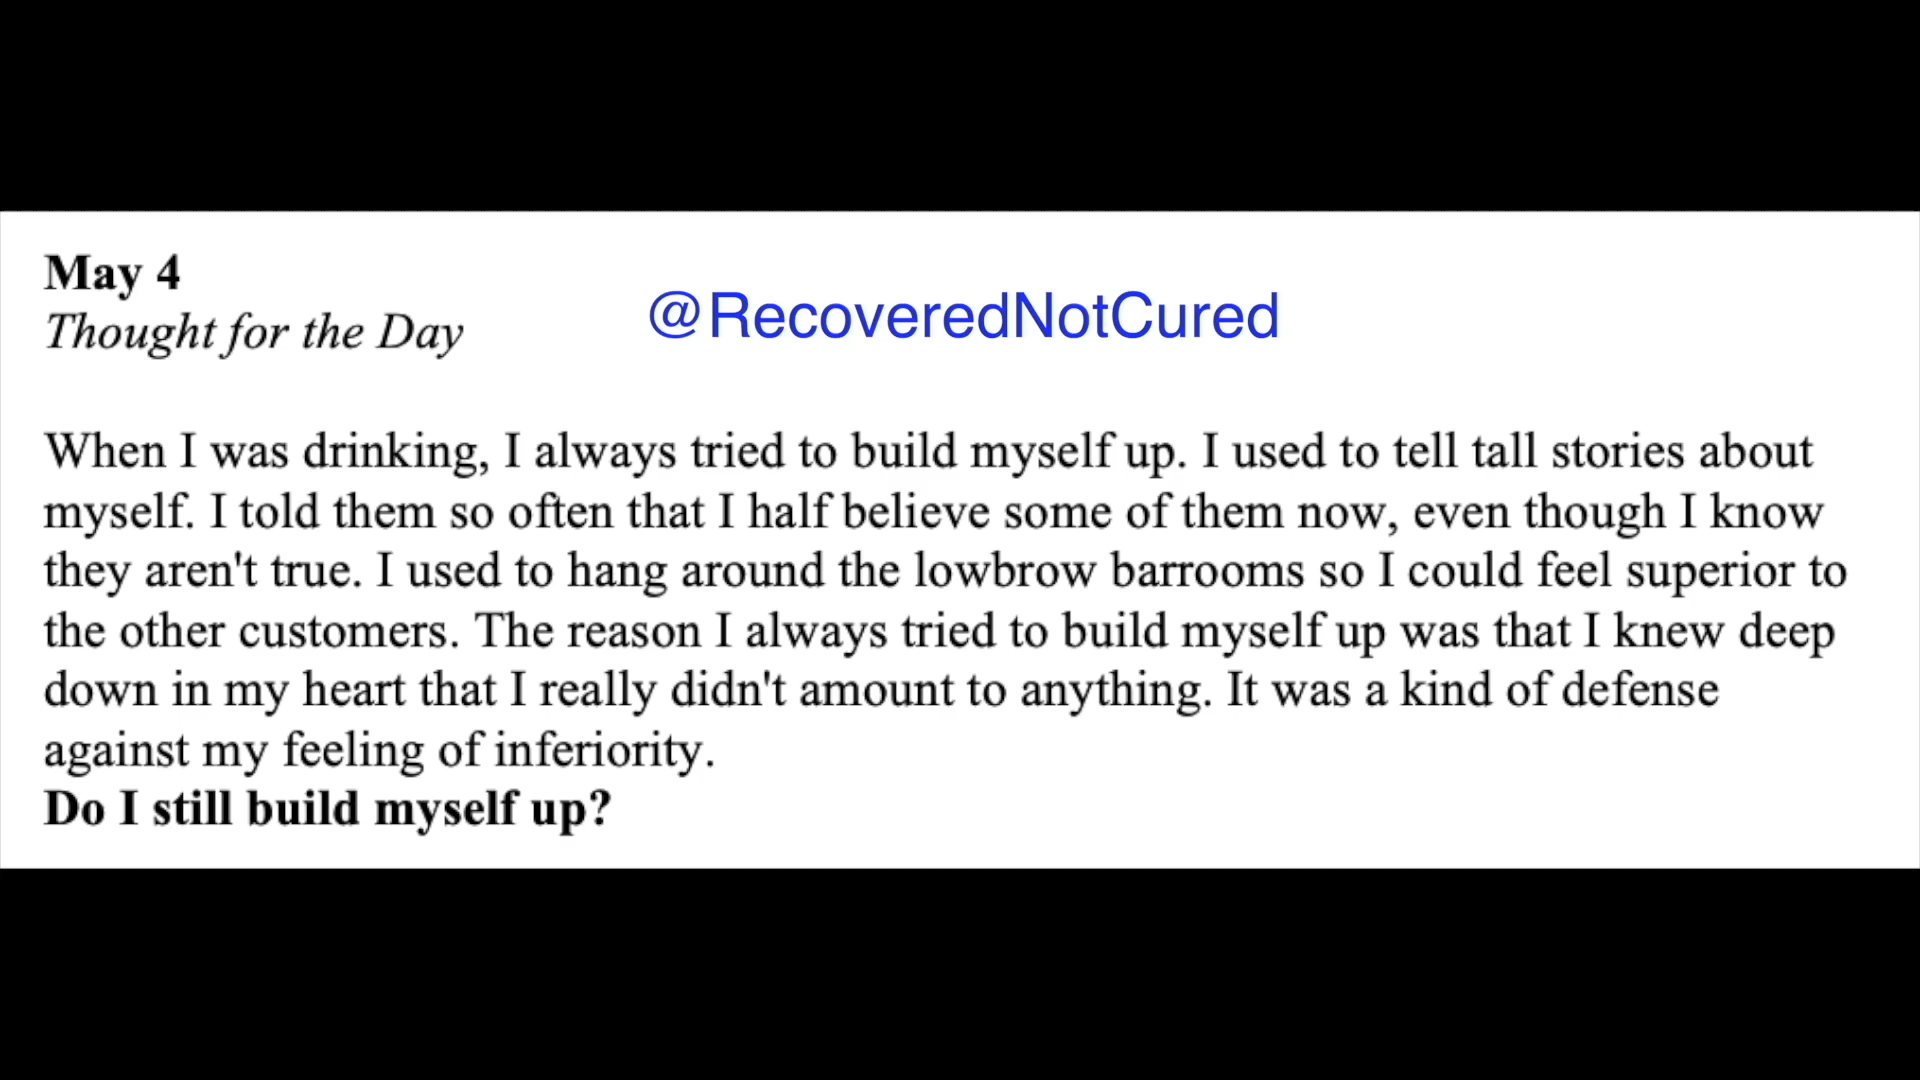 May 4
Thought for the Day
@RecoveredNotCured
When I was drinking, I always tried to build myself up. I used to tell tall stories about
myself. I told them so often that I half believe some of them now, even though I know
they aren't true. I used to hang around the lowbrow barrooms so I could feel superior to
the other customers. The reason I always tried to build myself up was that I knew deep
down in my heart that I really didn't amount to anything. It was a kind of defense
against my feeling of inferiority.
Do I still build myself up?